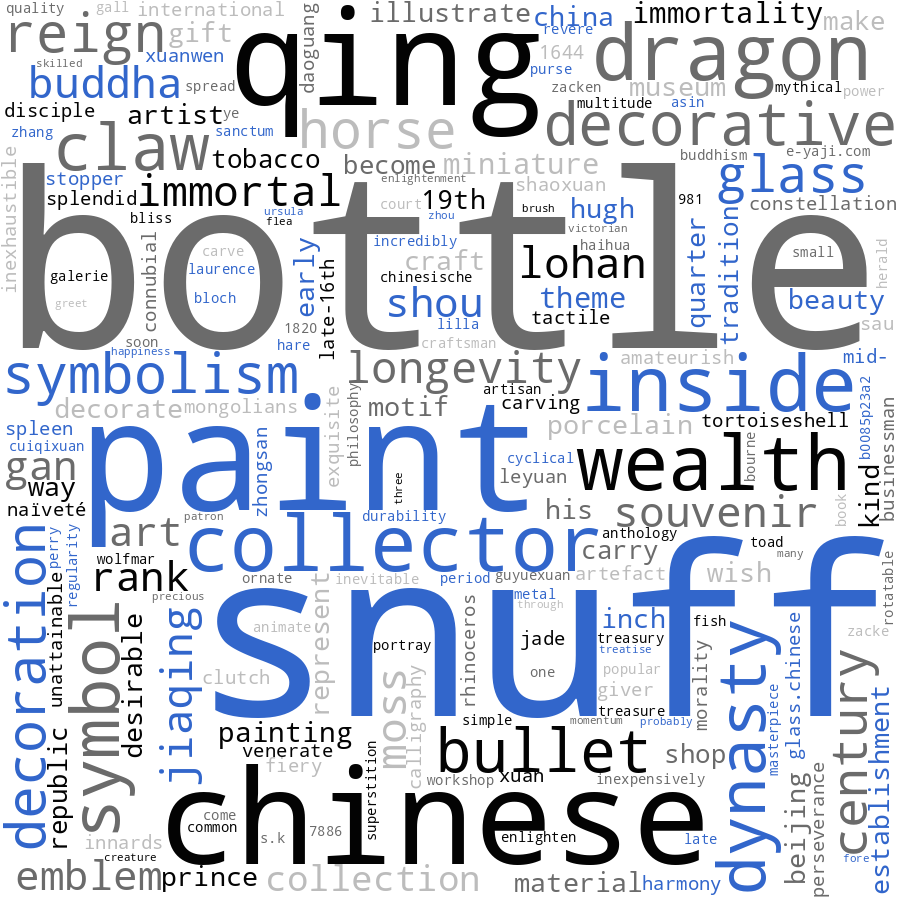 quality gall international
reign gift
qing
daoguang
illustrate china immortality make
revere
xuanwen
1644
dragon
skilled
buddha spread
purse zacken museum mythical power
disciple artist ye
horse
multitude asin
decorative
zhang sanctum
claw tobacco
become miniature
buddhism e-yaji.com
inexhaustible
stopper
immortal
enlightenment
shaoxuan
glass
splendid
court 19th
brush
hugh
981
constellation
bliss
ursula
flea
zhou
victorian
bottle
connubial
carve
early
late-16th
incredibly
craft
haihua
lohan
quarter
tradition
small
herald
galerie
laurence
chinesische
bloch
shou
theme
beauty
greet
tactile
1820
lilla
sau
soon
hare
craftsman
happiness
symbolism
longevity
amateurish
mid-
inside
artisan
decorate mongolians
exquisite
philosophy
motif
carving
porcelain
tortoiseshell
b0085p23a2
businessman
spleen
cuiqixuan
paint
zhongsan
cyclical
bourne
gan
leyuan
wealth
way
three
kind
naïveté
patron
durability
his
souvenir
book
art
collector
anthology
decoration
perry
regularity
wolfmar
carry
toad
many
rank
ornate
inevitable
period guyuexuan artefact wish
rotatable
unattainable
precious
represent
metal
through
inch
fish
snuff
symbol
desirable
jiaqing
animate
portray
rhinoceros
jade
treasury
treatise
morality
dynasty
glass.chinese
zacke
clutch
moss
calligraphy
one
popular
giver
century
treasure
republic
painting
simple
momentum
probably
masterpiece
establishment
venerate
superstition
bullet
shop
fiery
workshop xuan
inexpensively
beijing
perseverance
chinese
come
common
s.k 7886
enlighten
late
innards
creature
fore
emblem prince collection material harmony